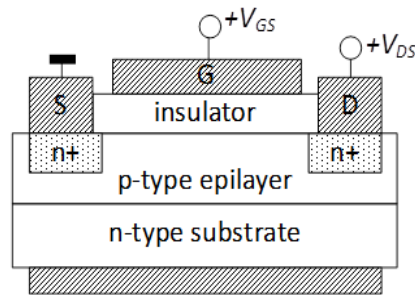 +VGS
+VDS
G
S
insulator
D
n+
n+
p-type epilayer
n-type substrate